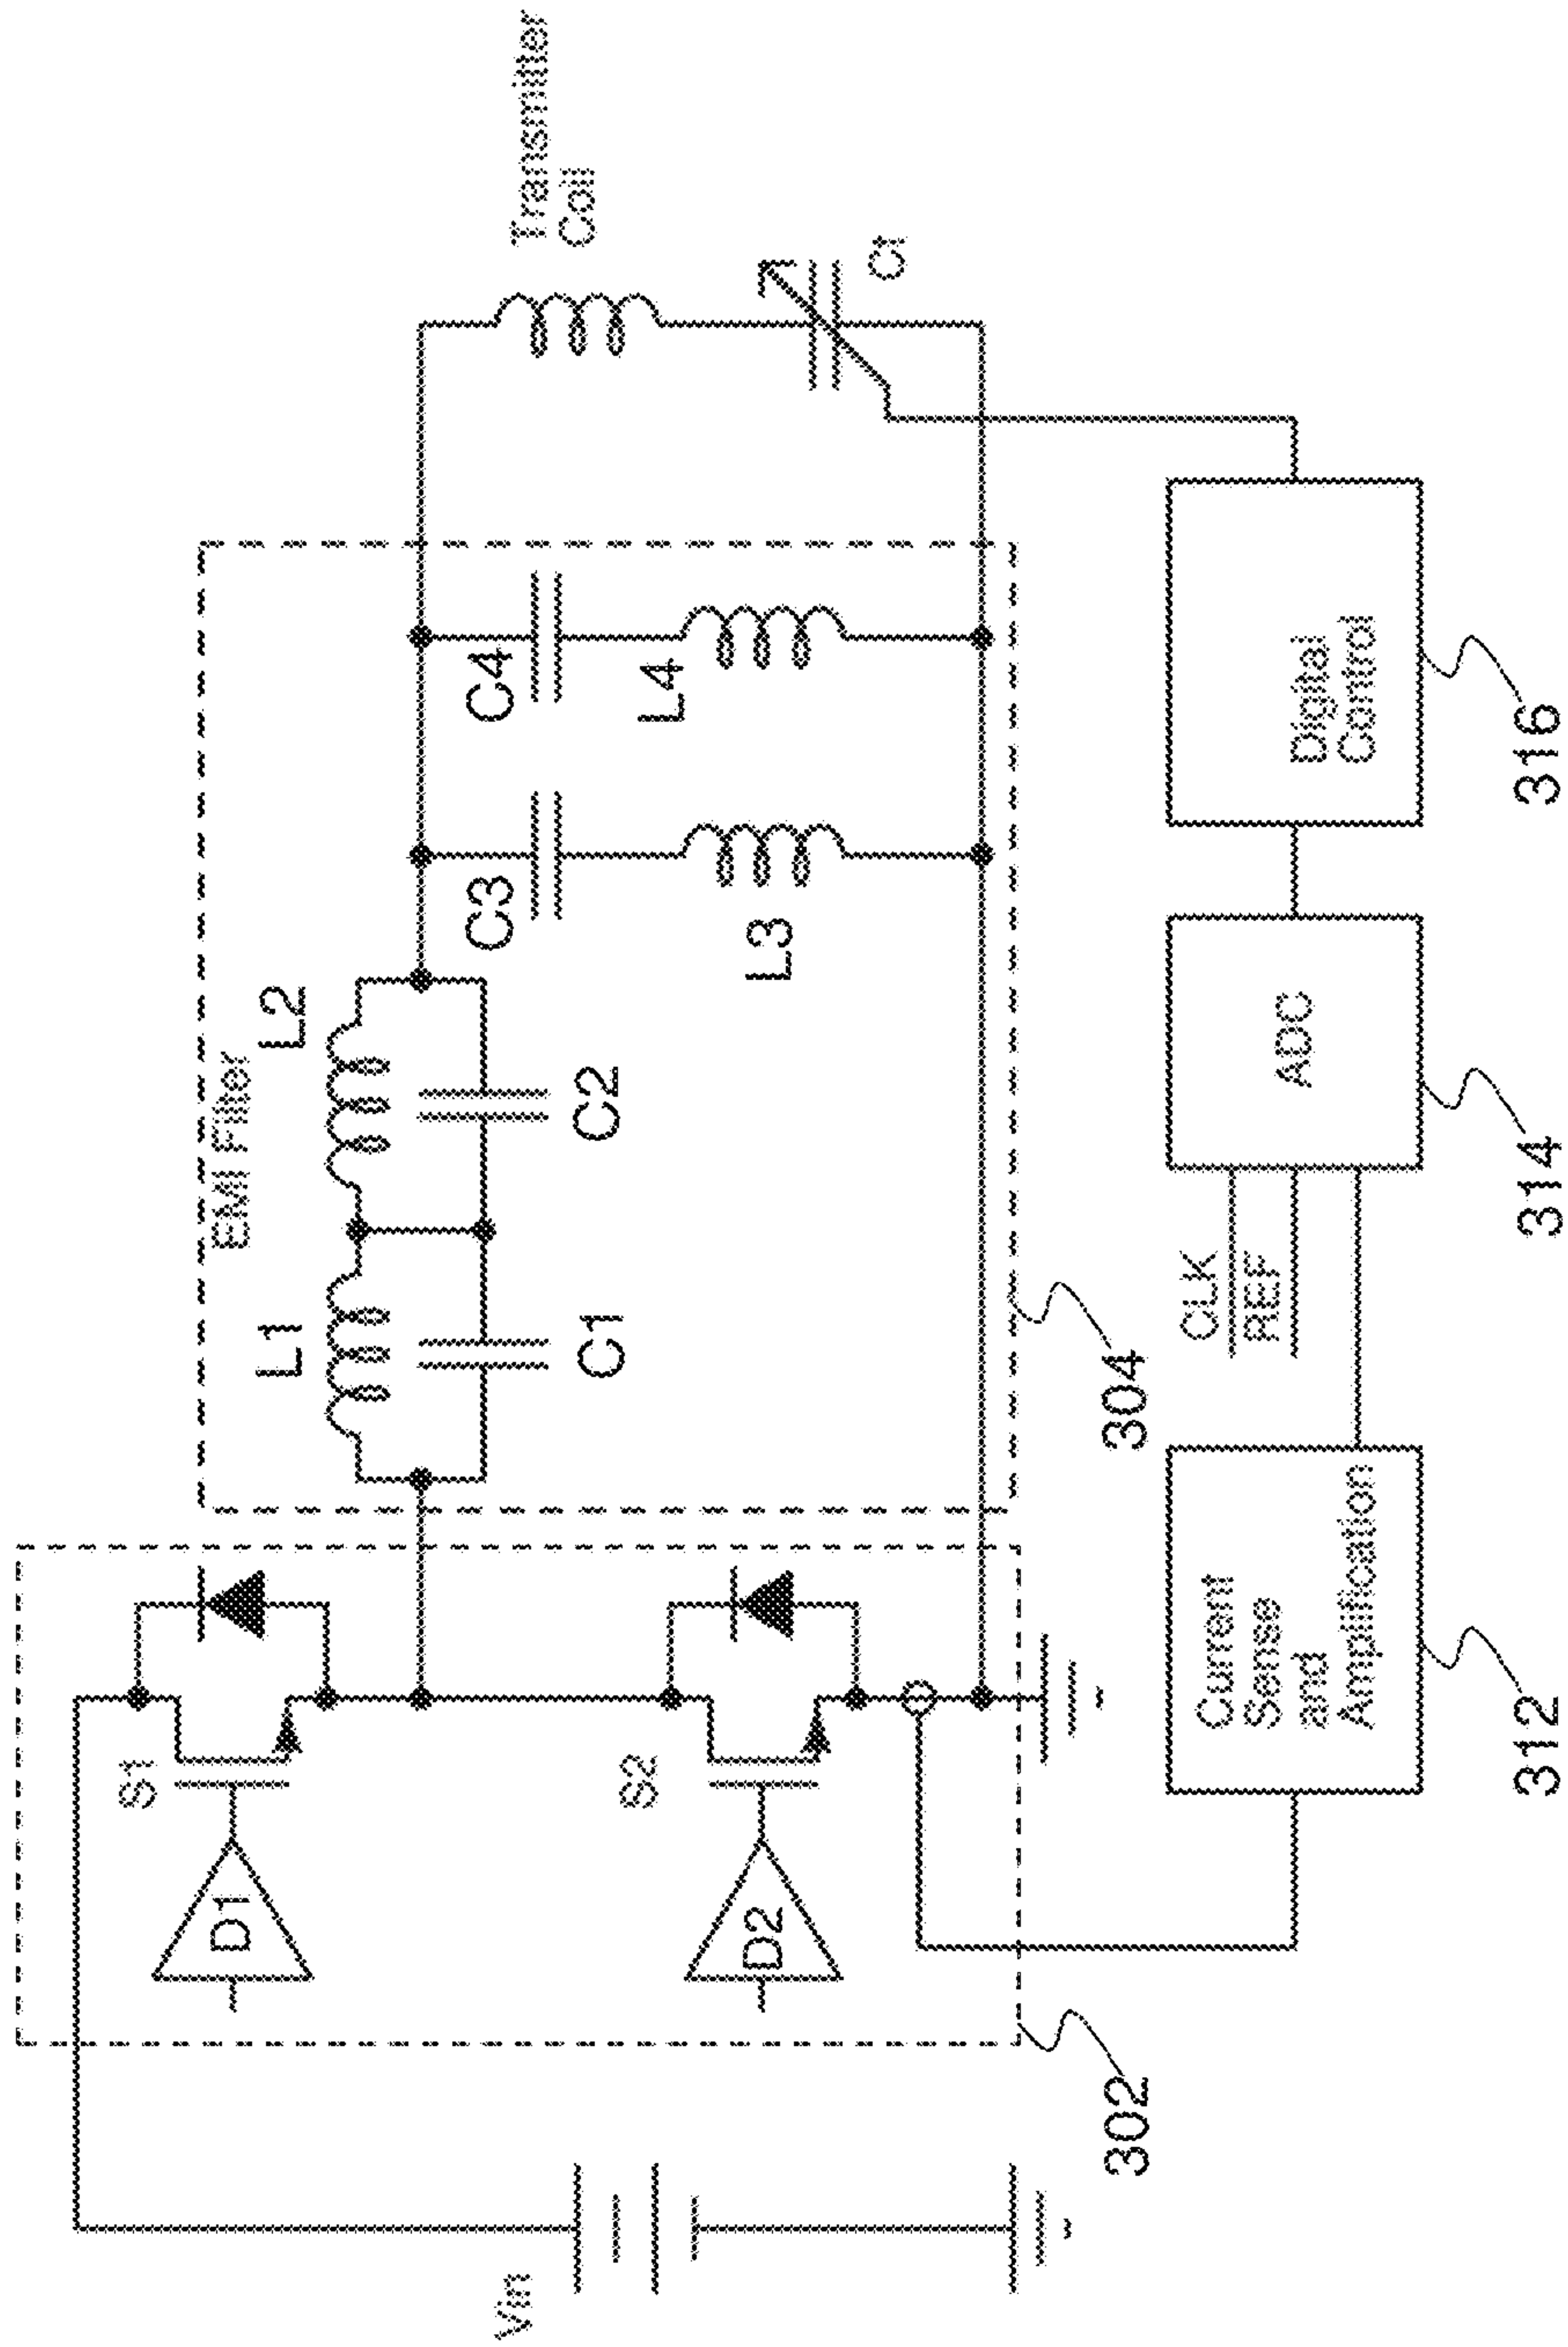 Vin
S1
D1
S2
D2
302
EMI Filter
L1
C1
L2
C2
C3
L3
C4
L4
304
Transmitter
Coil
Ct
Current
Sense
and
Amplification
312
CLK
REF
ADC
314
Digital
Control
316